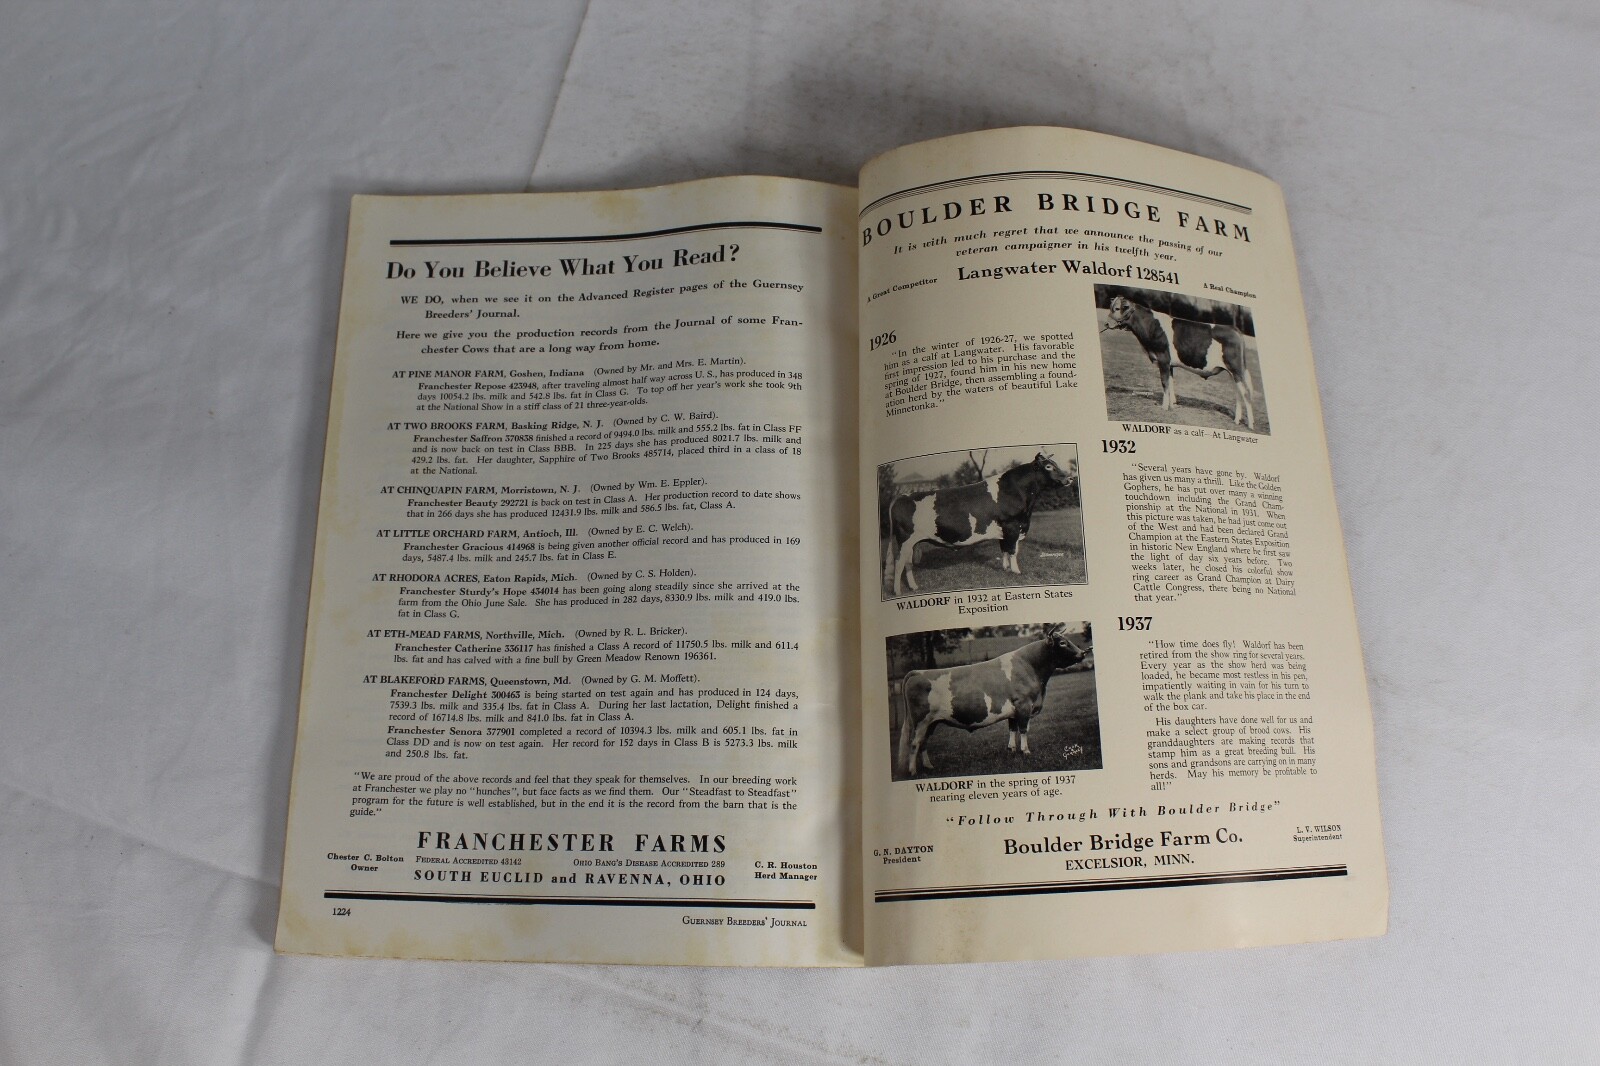 Do You Believe What You Read?
WE DO, when we see it on the Advanced Register pages of the Guernsey
Breeders' Journal.
Here we give you the production records from the Journal of some Fran-
chester Cows that are a long way from home.
AT PINE MANOR FARM, Goshen, Indiana (Owned by Mr. and Mrs. E. Martin).
Franchester Repose 425948, after traveling almost half way across U. S., has produced in 348
days 10054.2 lbs. milk and 542.8 lbs. fat in Class G. To top off her year's work she took 9th
at the National Show in a stiff class of 21 three-year-olds.
AT TWO BROOKS FARM, Basking Ridge, N. J. (Owned by C. W. Baird).
Franchester Saffron 370838 finished a record of 9494.0 lbs. milk and 555.2 lbs. fat in Class FF
and is now back on test in Class BBB. In 225 days she has produced 8021.7 lbs. milk and
429.2 lbs. fat. Her daughter, Sapphire of Two Brooks 485714, placed third in a class of 18
at the National.
AT CHINQUAPIN FARM, Morristown, N. J. (Owned by Wm. E. Eppler).
Franchester Beauty 292721 is back on test in Class A. Her production record to date shows
that in 266 days she has produced 12431.9 lbs. milk and 586.5 lbs. fat, Class A.
AT LITTLE ORCHARD FARM, Antioch, Ill. (Owned by E. C. Welch).
Franchester Gracious 414968 is being given another official record and has produced in 169
days, 5487.4 lbs. milk and 245.7 lbs. fat in Class E.
AT RHODORA ACRES, Eaton Rapids, Mich. (Owned by C. S. Holden).
Franchester Sturdy's Hope 434014 has been going along steadily since she arrived at the
farm from the Ohio June Sale. She has produced in 282 days, 8330.9 lbs. milk and 419.0 lbs.
fat in Class G.
AT ETH-MEAD FARMS, Northville, Mich. (Owned by R. L. Bricker).
Franchester Catherine 336117 has finished a Class A record of 11750.5 lbs. milk and 611.4
lbs. fat and has calved with a fine bull by Green Meadow Renown 196361.
AT BLAKEFORD FARMS, Queenstown, Md. (Owned by G. M. Moffett).
Franchester Delight 300463 is being started on test again and has produced in 124 days,
7539.3 lbs. milk and 335.4 lbs. fat in Class A. During her last lactation, Delight finished a
record of 16714.8 lbs. milk and 841.0 lbs. fat in Class A.
Franchester Senora 377901 completed a record of 10394.3 lbs. milk and 605.1 lbs. fat in
Class DD and is now on test again. Her record for 152 days in Class B is 5273.3 lbs. milk
and 250.8 lbs. fat.
"We are proud of the above records and feel that they speak for themselves. In our breeding work
at Franchester we play no "hunches", but face facts as we find them. Our "Steadfast to Steadfast"
program for the future is well established, but in the end it is the record from the barn that is the
guide."
FRANCHESTER FARMS
Chester C. Bolton
Owner
FEDERAL ACCREDITED 43142 OHIO BANG'S DISEASE ACCREDITED 289
SOUTH EUCLID and RAVENNA, OHIO
C. R. Houston
Herd Manager
1224
GUERNSEY BREEDERS' JOURNAL
BOULDER BRIDGE FARM
It is with much regret that we announce the passing of our
veteran campaigner in his twelfth year.
A Great Competitor Langwater Waldorf 128541 A Real Champion
1926
"In the winter of 1926-27, we spotted
him as a calf at Langwater. His favorable
first impression led to his purchase and the
spring of 1927, found him in his new home
at Boulder Bridge, then assembling a found-
ation herd by the waters of beautiful Lake
Minnetonka."
WALDORF as a calf—At Langwater
WALDORF in 1932 at Eastern States
Exposition
1932
"Several years have gone by. Waldorf
has given us many a thrill. Like the Golden
Gophers, he has put over many a winning
touchdown including the Grand Cham-
pionship at the National in 1931. When
this picture was taken, he had just come out
of the West and had been declared Grand
Champion at the Eastern States Exposition
in historic New England where he first saw
the light of day six years before. Two
weeks later, he closed his colorful show
ring career as Grand Champion at Dairy
Cattle Congress, there being no National
that year."
WALDORF in the spring of 1937
nearing eleven years of age.
1937
"How time does fly! Waldorf has been
retired from the show ring for several years.
Every year as the show herd was being
loaded, he became most restless in his pen,
impatiently waiting in vain for his turn to
walk the plank and take his place in the end
of the box car.
His daughters have done well for us and
make a select group of brood cows. His
granddaughters are making records that
stamp him as a great breeding bull. His
sons and grandsons are carrying on in many
herds. May his memory be profitable to
all!"
"Follow Through With Boulder Bridge"
G. N. DAYTON
President
Boulder Bridge Farm Co.
EXCELSIOR, MINN.
L. V. WILSON
Superintendent